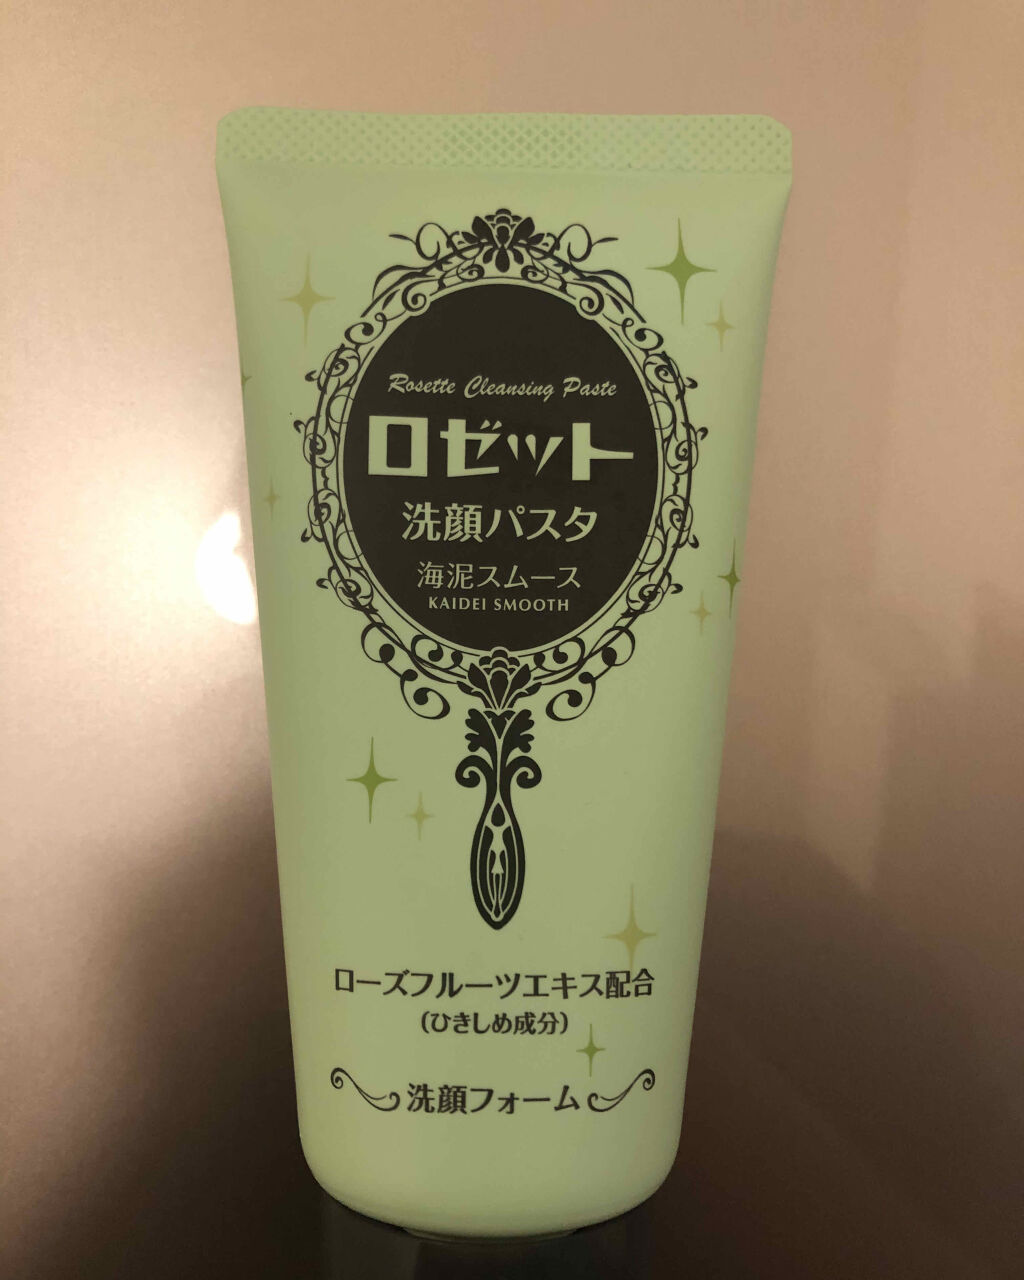 Rosette Cleansing Paste
ロゼット
洗顔パスタ
海泥スムース
KAIDEI SMOOTH
ローズフルーツエキス配合
(ひきしめ成分)
洗顔フォーム